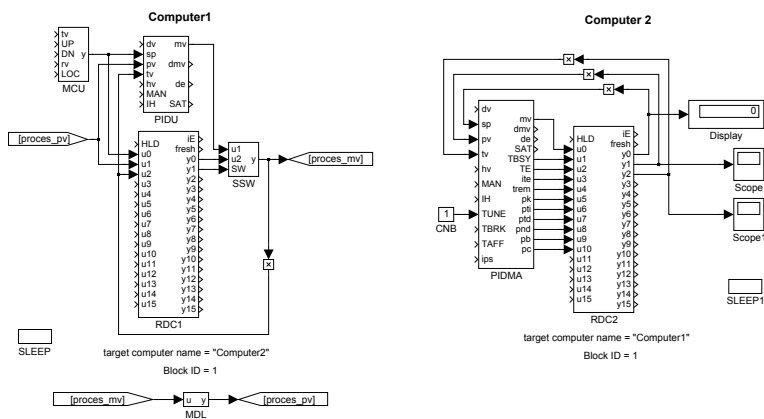 Computer1
tv
UP
DN y
rv
LOC
MCU
dv mv
sp
pv dmv
tv
hv de
MAN
IH SAT
PIDU
[proces_pv]
HLD iE
fresh
u0 y0
u1 y1
u2 y2
u3 y3
u4 y4
u5 y5
u6 y6
u7 y7
u8 y8
u9 y9
u10 y10
u11 y11
u12 y12
u13 y13
u14 y14
u15 y15
RDC1
u1
u2 y
SW
SSW
[proces_mv]
SLEEP
target computer name = "Computer2"
Block ID = 1
[proces_mv]
u y
MDL
[proces_pv]
Computer 2
dv
sp
pv
tv
hv
MAN
IH
TUNE
TBRK
TAFF
ips
mv
dmv
de
SAT
TBSY
TE
ite
trem
pk
pti
ptd
pnd
pb
pc
PIDMA
1
CNB
HLD iE
fresh
u0 y0
u1 y1
u2 y2
u3 y3
u4 y4
u5 y5
u6 y6
u7 y7
u8 y8
u9 y9
u10 y10
u11 y11
u12 y12
u13 y13
u14 y14
u15 y15
RDC2
0
Display
Scope
Scope1
SLEEP1
target computer name = "Computer1"
Block ID = 1